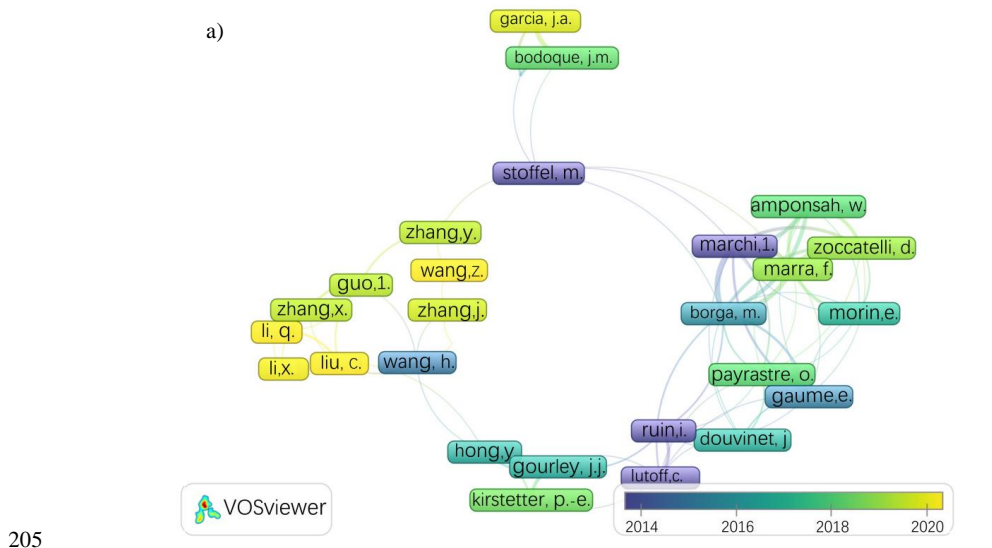 garcia, j.a.
a)
bodoque, j.m.
stoffel, m.
amponsah, w.
zhang,y.
marchi,1.
zoccatelli, d.
wang,z.
marra, f.
guo,1.
zhang,x.
zhang,j.
borga, m.
morin,e.
li, q.
li,x.
liu, c.
wang, h.
payrastre, o.
gaume,e.
ruin,i.
douvinet, j
hong,y.
gourley, j.j.
lutoff,c.
kirstetter, p.-e.
VOSviewer
2014 2016 2018 2020
205